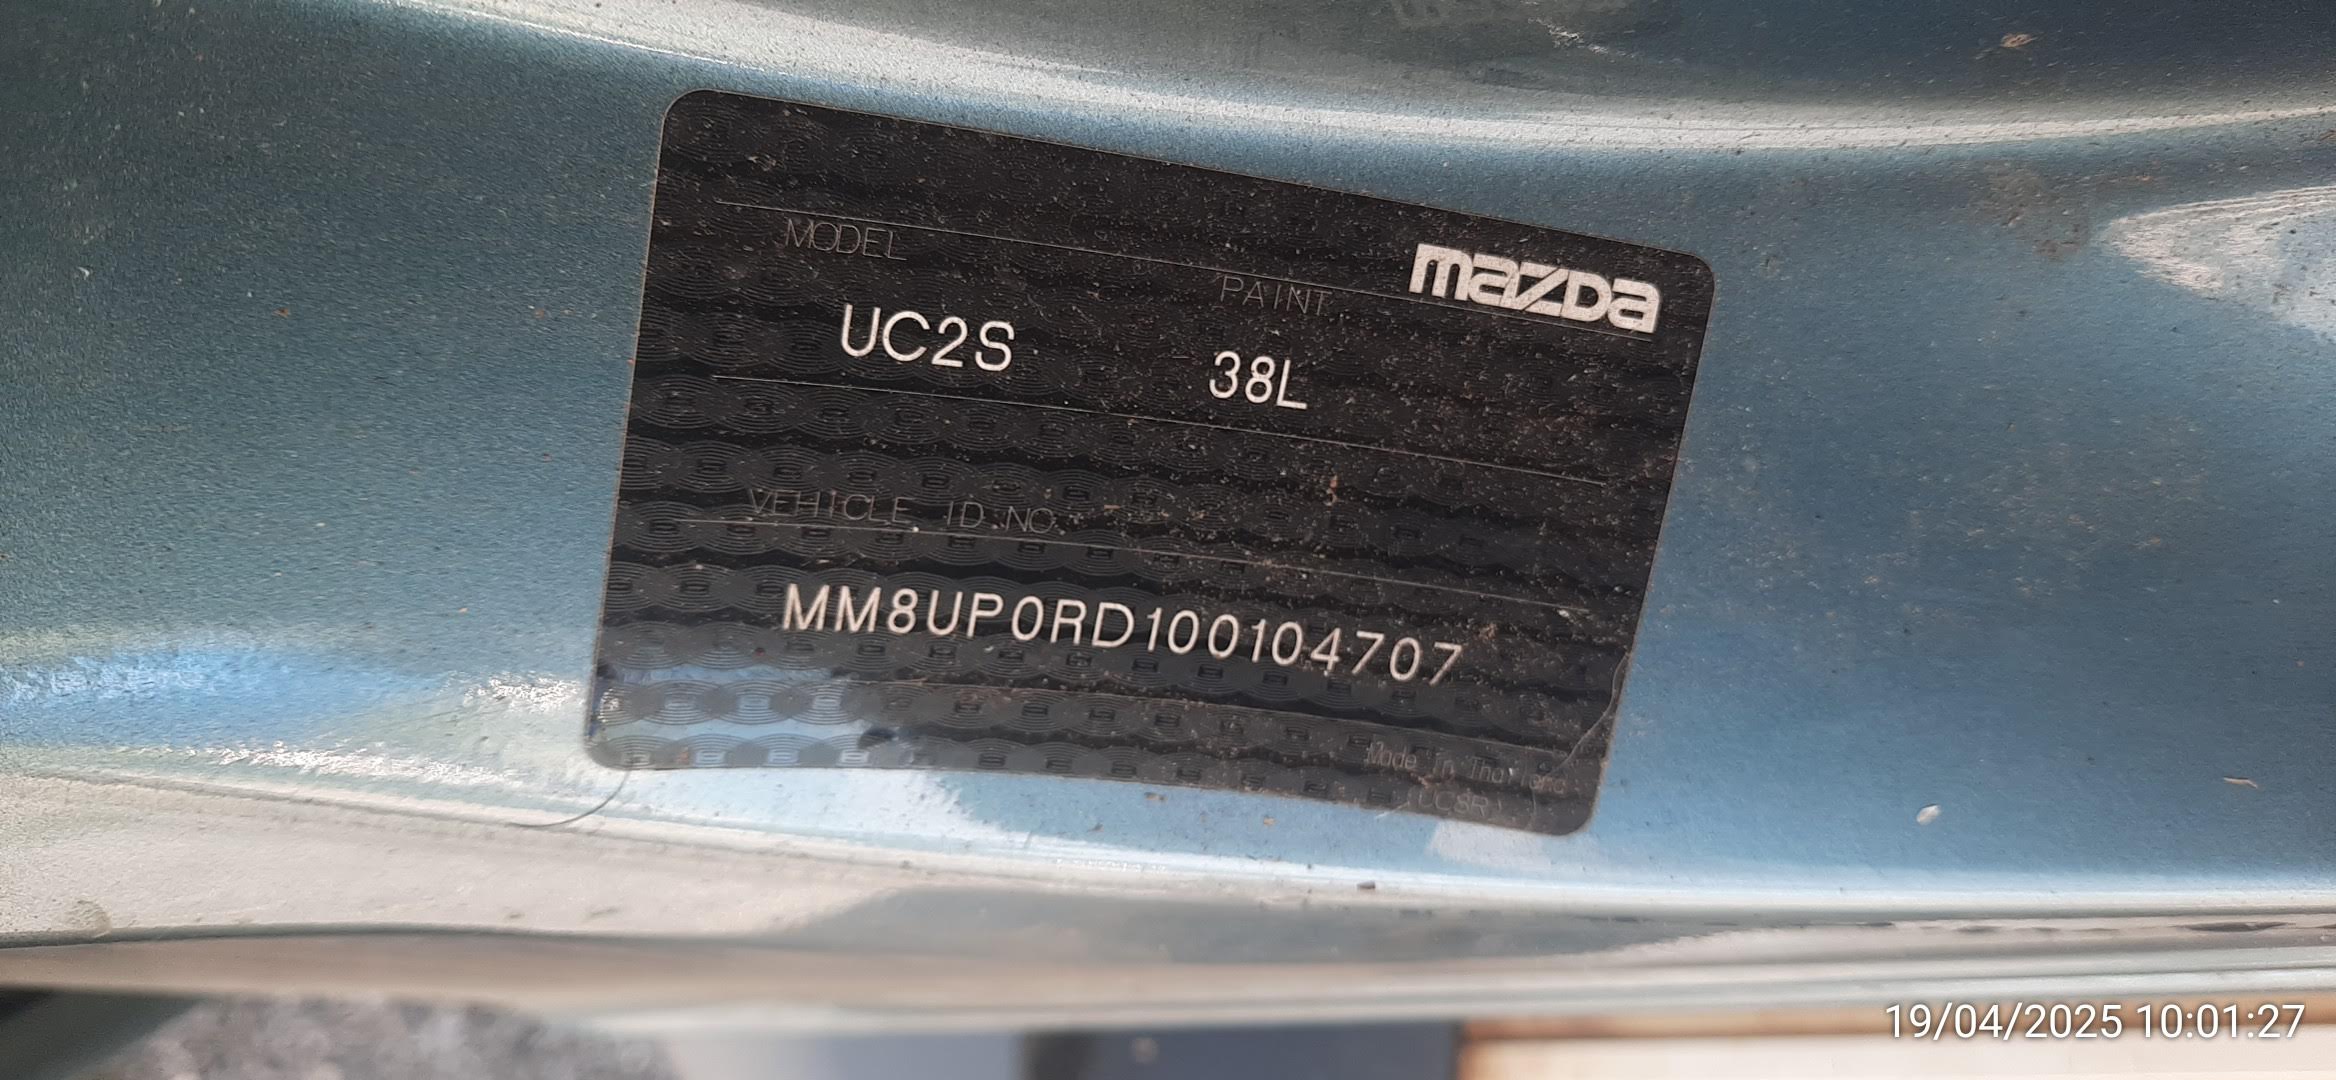 mazda
MODEL PAINT
UC2S 38L
VEHICLE ID NO.
MM8UP0RD100104707
Made in Thailand
(UC8R)
19/04/2025 10:01:27